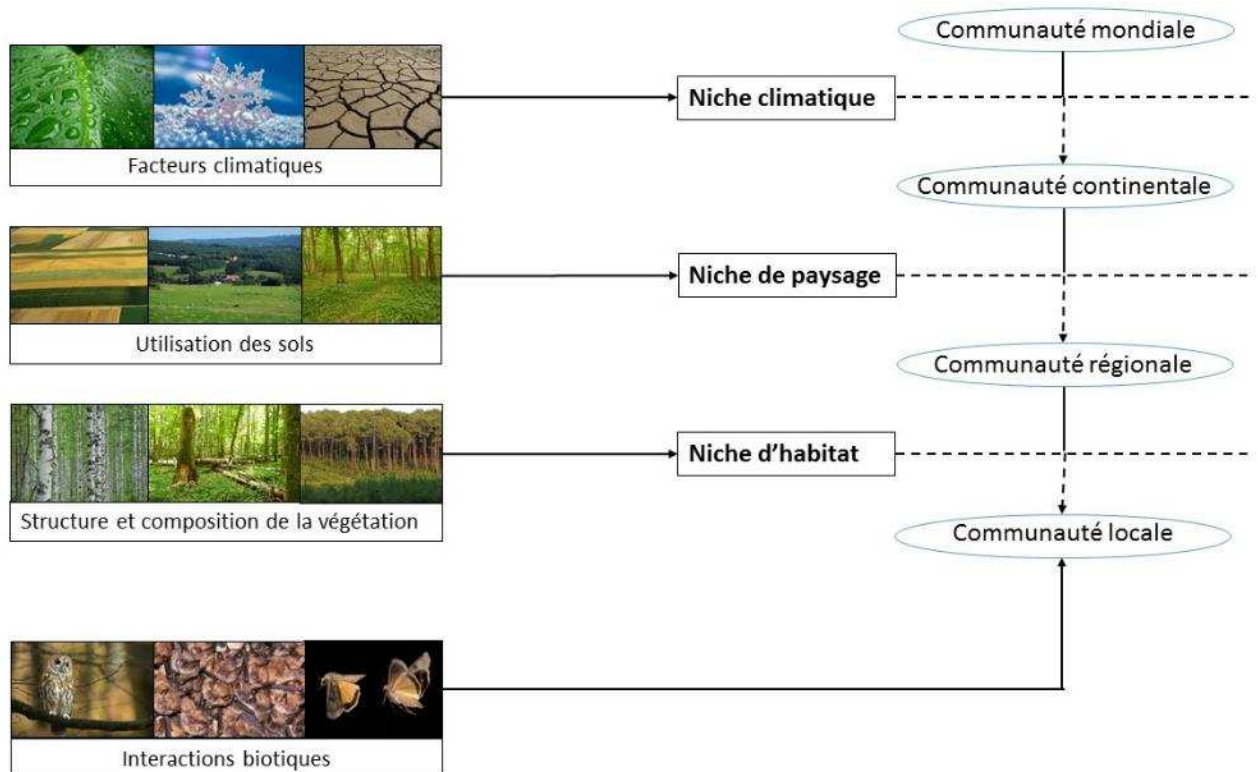 Communauté mondiale
Niche climatique
Facteurs climatiques
Communauté continentale
Niche de paysage
Utilisation des sols
Communauté régionale
Niche d'habitat
Structure et composition de la végétation
Communauté locale
Interactions biotiques